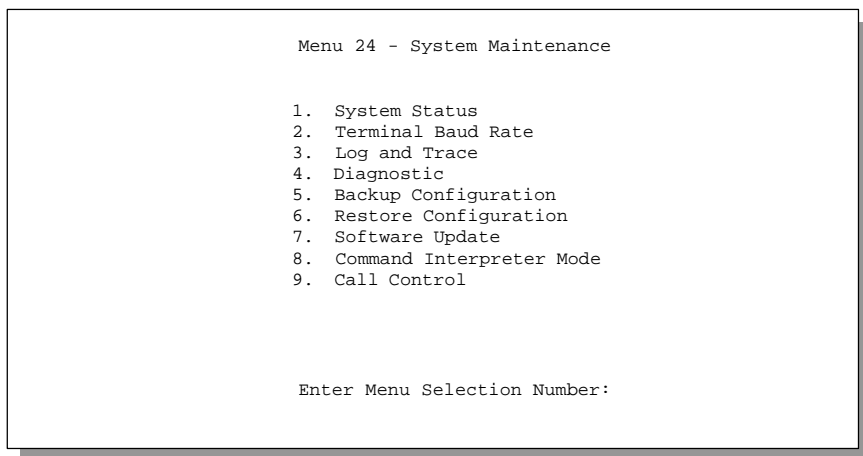 Menu 24 - System Maintenance
1. System Status
2. Terminal Baud Rate
3. Log and Trace
4. Diagnostic
5. Backup Configuration
6. Restore Configuration
7. Software Update
8. Command Interpreter Mode
9. Call Control
Enter Menu Selection Number: